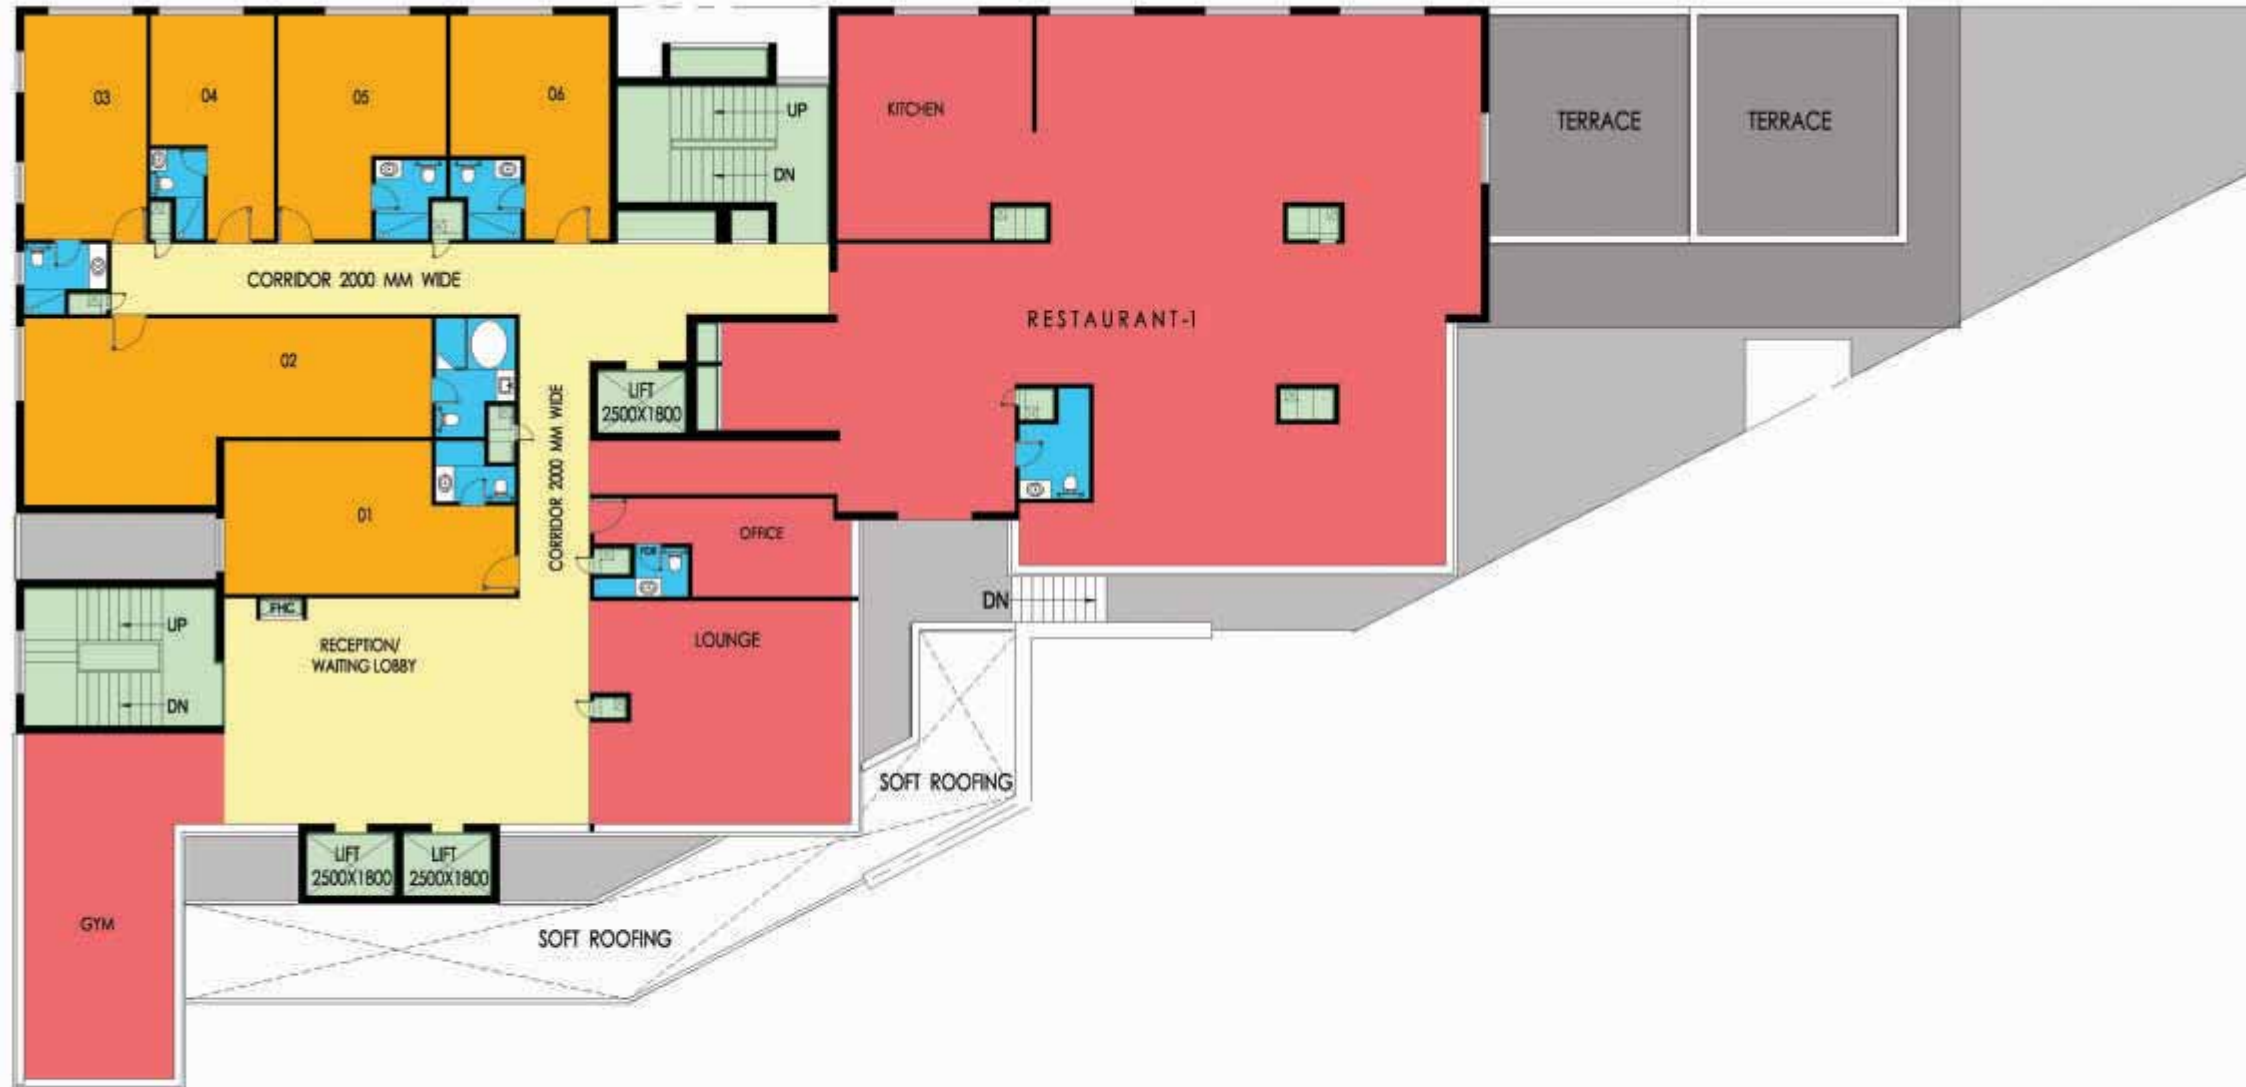 03
04
05
06
UP
DN
KITCHEN
TERRACE
TERRACE
CORRIDOR 2000 MM WIDE
RESTAURANT-1
02
LIFT
2500X1800
CORRIDOR 2000 MM WIDE
01
OFFICE
FHC
UP
DN
RECEPTION/
WAITING LOBBY
LOUNGE
DN
SOFT ROOFING
LIFT
2500X1800
LIFT
2500X1800
GYM
SOFT ROOFING